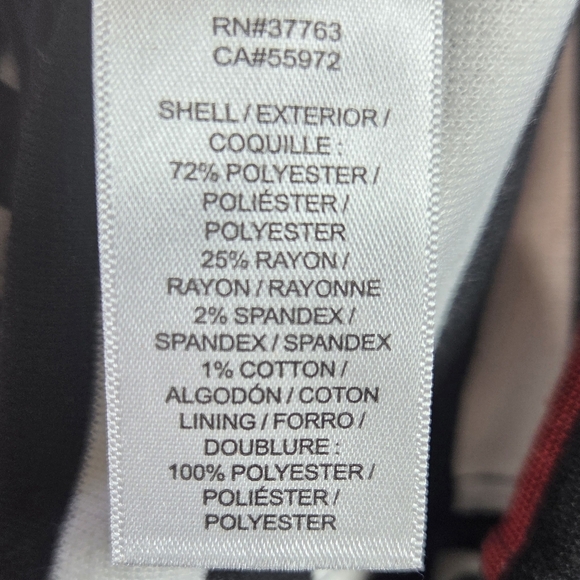 RN#37763
CA#55972
SHELL / EXTERIOR /
COQUILLE :
72% POLYESTER /
POLIÉSTER /
POLYESTER
25% RAYON /
RAYON / RAYONNE
2% SPANDEX /
SPANDEX / SPANDEX
1% COTTON /
ALGODÓN / COTON
LINING / FORRO /
DOUBLURE :
100% POLYESTER /
POLIÉSTER /
POLYESTER